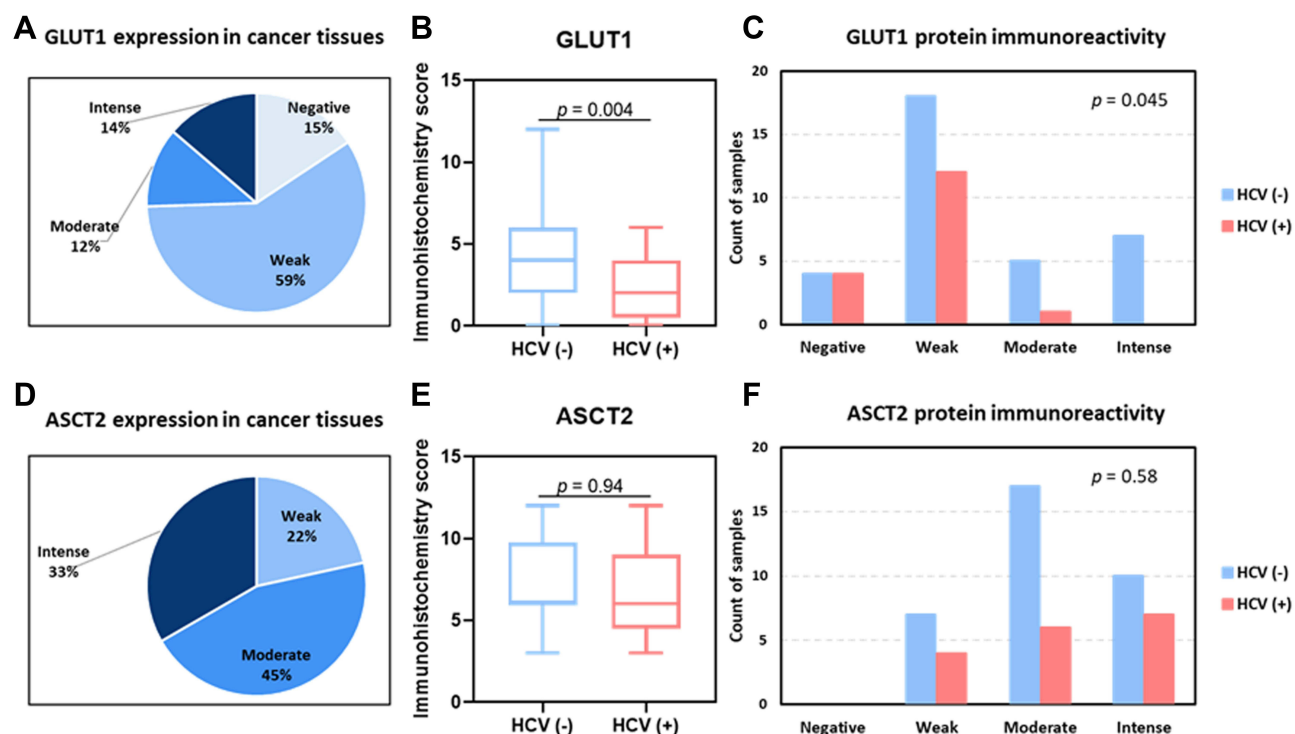 A
GLUT1 expression in cancer tissues
Intense
14%
Negative
15%
Moderate
12%
Weak
59%
B
GLUT1
Immunohistochemistry score
15
10
5
0
p = 0.004
HCV (-)
HCV (+)
C
GLUT1 protein immunoreactivity
Count of samples
20
15
10
5
0
p = 0.045
Negative
Weak
Moderate
Intense
HCV (-)
HCV (+)
D
ASCT2 expression in cancer tissues
Intense
33%
Weak
22%
Moderate
45%
E
ASCT2
Immunohistochemistry score
15
10
5
0
p = 0.94
HCV (-)
HCV (+)
F
ASCT2 protein immunoreactivity
Count of samples
20
15
10
5
0
p = 0.58
Negative
Weak
Moderate
Intense
HCV (-)
HCV (+)